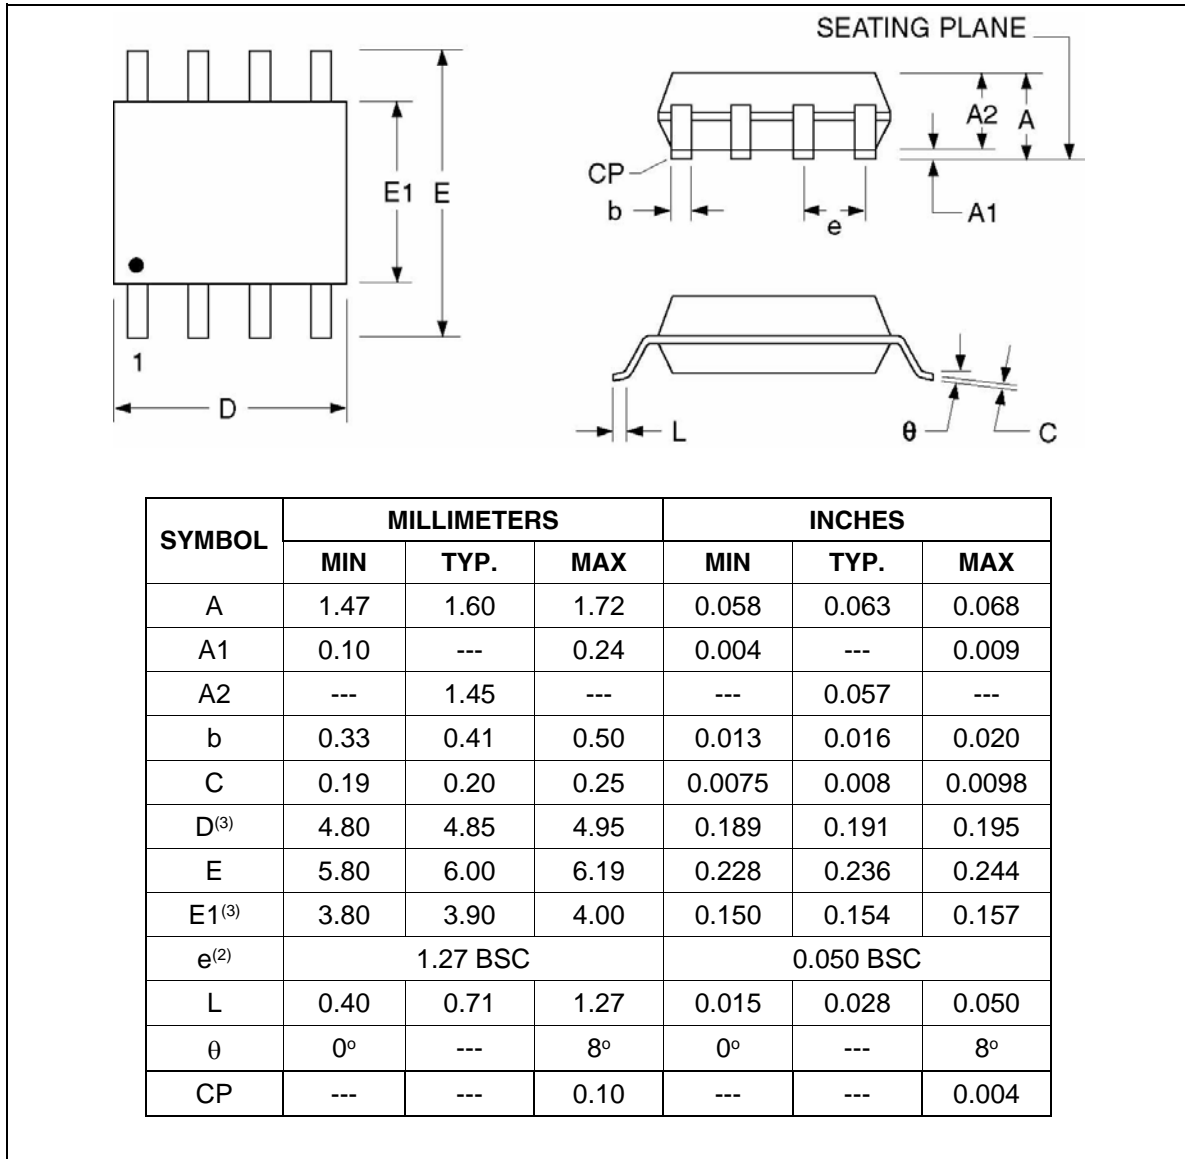 SEATING PLANE
A2 A
E1 E
CP
b
e
A1
1
D
L
θ
C
SYMBOL MILLIMETERS INCHES
MIN TYP. MAX MIN TYP. MAX
A 1.47 1.60 1.72 0.058 0.063 0.068
A1 0.10 --- 0.24 0.004 --- 0.009
A2 --- 1.45 --- --- 0.057 ---
b 0.33 0.41 0.50 0.013 0.016 0.020
C 0.19 0.20 0.25 0.0075 0.008 0.0098
D(3) 4.80 4.85 4.95 0.189 0.191 0.195
E 5.80 6.00 6.19 0.228 0.236 0.244
E1(3) 3.80 3.90 4.00 0.150 0.154 0.157
e(2) 1.27 BSC 0.050 BSC
L 0.40 0.71 1.27 0.015 0.028 0.050
θ 0º --- 8º 0º --- 8º
CP --- --- 0.10 --- --- 0.004